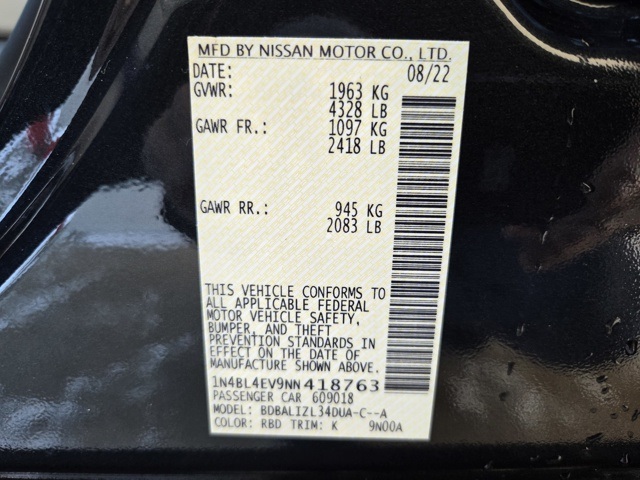 MFD BY NISSAN MOTOR CO., LTD.
DATE: 08/22
GVWR: 1963 KG
4328 LB
GAWR FR.: 1097 KG
2418 LB
GAWR RR.: 945 KG
2083 LB
THIS VEHICLE CONFORMS TO
ALL APPLICABLE FEDERAL
MOTOR VEHICLE SAFETY,
BUMPER, AND THEFT
PREVENTION STANDARDS IN
EFFECT ON THE DATE OF
MANUFACTURE SHOWN ABOVE.
1N4BL4EV9NN418763
PASSENGER CAR 609018
MODEL: BDBALIZL34DUA-C--A
COLOR: RBD TRIM: K 9N00A